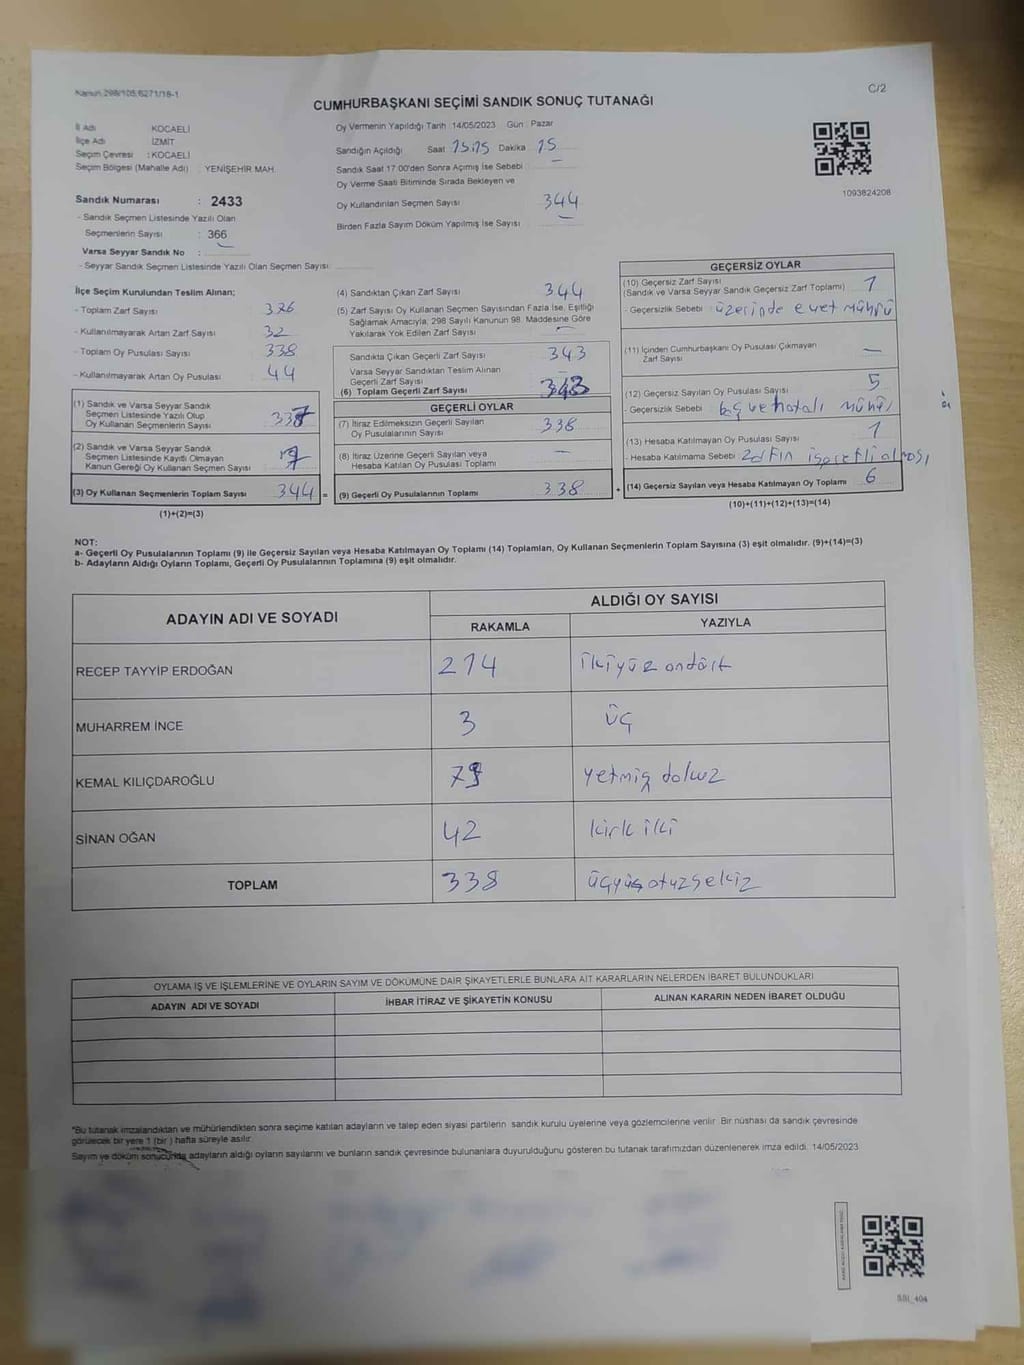 Kanun:298/105;6271/18-1
C/2
CUMHURBAŞKANI SEÇİMİ SANDIK SONUÇ TUTANAĞI
İl Adı KOCAELİ
İlçe Adı İZMİT
Seçim Çevresi : KOCAELİ
Seçim Bölgesi (Mahalle Adı) : YENİŞEHİR MAH.
Sandık Numarası : 2433
- Sandık Seçmen Listesinde Yazılı Olan
Seçmenlerin Sayısı : 366
Varsa Seyyar Sandık No :
- Seyyar Sandık Seçmen Listesinde Yazılı Olan Seçmen Sayısı:
Oy Vermenin Yapıldığı Tarih : 14/05/2023 Gün : Pazar
Sandığın Açıldığı Saat Dakika 15
Sandık Saat 17:00'den Sonra Açımış İse Sebebi —
Oy Verme Saati Bitiminde Sırada Bekleyen ve
Oy Kullandırılan Seçmen Sayısı 344
Birden Fazla Sayım Döküm Yapılmış İse Sayısı —
1093824208
İlçe Seçim Kurulundan Teslim Alınan;
- Toplam Zarf Sayısı
- Kullanılmayarak Artan Zarf Sayısı 32
- Toplam Oy Pusulası Sayısı 338
- Kullanılmayarak Artan Oy Pusulası 44
(1) Sandık ve Varsa Seyyar Sandık
Seçmen Listesinde Yazılı Olup
Oy Kullanan Seçmenlerin Sayısı 337
(2) Sandık ve Varsa Seyyar Sandık
Seçmen Listesinde Kayıtlı Olmayan
Kanun Gereği Oy Kullanan Seçmen Sayısı
(3) Oy Kullanan Seçmenlerin Toplam Sayısı 344 =
(1)+(2)=(3)
(4) Sandıktan Çıkan Zarf Sayısı 344
(5) Zarf Sayısı Oy Kullanan Seçmen Sayısından Fazla İse, Eşitliği
Sağlamak Amacıyla; 298 Sayılı Kanunun 98. Maddesine Göre
Yakılarak Yok Edilen Zarf Sayısı —
Sandıkta Çıkan Geçerli Zarf Sayısı 343
Varsa Seyyar Sandıktan Teslim Alınan
Geçerli Zarf Sayısı —
(6) Toplam Geçerli Zarf Sayısı 343
GEÇERLİ OYLAR
(7) İtiraz Edilmeksizin Geçerli Sayılan
Oy Pusulalarının Sayısı 338
(8) İtiraz Üzerine Geçerli Sayılan veya
Hesaba Katılan Oy Pusulası Toplamı —
(9) Geçerli Oy Pusulalarının Toplamı 338 +
GEÇERSİZ OYLAR
(10) Geçersiz Zarf Sayısı
(Sandık ve Varsa Seyyar Sandık Geçersiz Zarf Toplamı) 1
- Geçersizlik Sebebi : üzerinde evet mührü
(11) İçinden Cumhurbaşkanı Oy Pusulası Çıkmayan
Zarf Sayısı —
(12) Geçersiz Sayılan Oy Pusulası Sayısı 5
- Geçersizlik Sebebi : boş ve hatalı mühür
(13) Hesaba Katılmayan Oy Pusulası Sayısı 1
- Hesaba Katılmama Sebebi : zarfın işaretli olması
(14) Geçersiz Sayılan veya Hesaba Katılmayan Oy Toplamı 6
(10)+(11)+(12)+(13)=(14)
NOT:
a- Geçerli Oy Pusulalarının Toplamı (9) ile Geçersiz Sayılan veya Hesaba Katılmayan Oy Toplamı (14) Toplamları, Oy Kullanan Seçmenlerin Toplam Sayısına (3) eşit olmalıdır. (9)+(14)=(3)
b- Adayların Aldığı Oyların Toplamı, Geçerli Oy Pusulalarının Toplamına (9) eşit olmalıdır.
ADAYIN ADI VE SOYADI ALDIĞI OY SAYISI
RAKAMLA YAZIYLA
RECEP TAYYİP ERDOĞAN 214 ikiyüz ondört
MUHARREM İNCE 3 üç
KEMAL KILIÇDAROĞLU 79 yetmiş dokuz
SİNAN OĞAN 42 kırk iki
TOPLAM 338 üçyüz otuzsekiz
OYLAMA İŞ VE İŞLEMLERİNE VE OYLARIN SAYIM VE DÖKÜMÜNE DAİR ŞİKAYETLERLE BUNLARA AİT KARARLARIN NELERDEN İBARET BULUNDUKLARI
ADAYIN ADI VE SOYADI İHBAR İTİRAZ VE ŞİKAYETİN KONUSU ALINAN KARARIN NEDEN İBARET OLDUĞU
*Bu tutanak imzalandıktan ve mühürlendikten sonra seçime katılan adayların ve talep eden siyasi partilerin sandık kurulu üyelerine veya gözlemcilerine verilir. Bir nüshası da sandık çevresinde
görülecek bir yere 1 (bir ) hafta süreyle asılır.
Sayım ve döküm sonucunda adayların aldığı oyların sayılarını ve bunların sandık çevresinde bulunanlara duyurulduğunu gösteren bu tutanak tarafımızdan düzenlenerek imza edildi. 14/05/2023